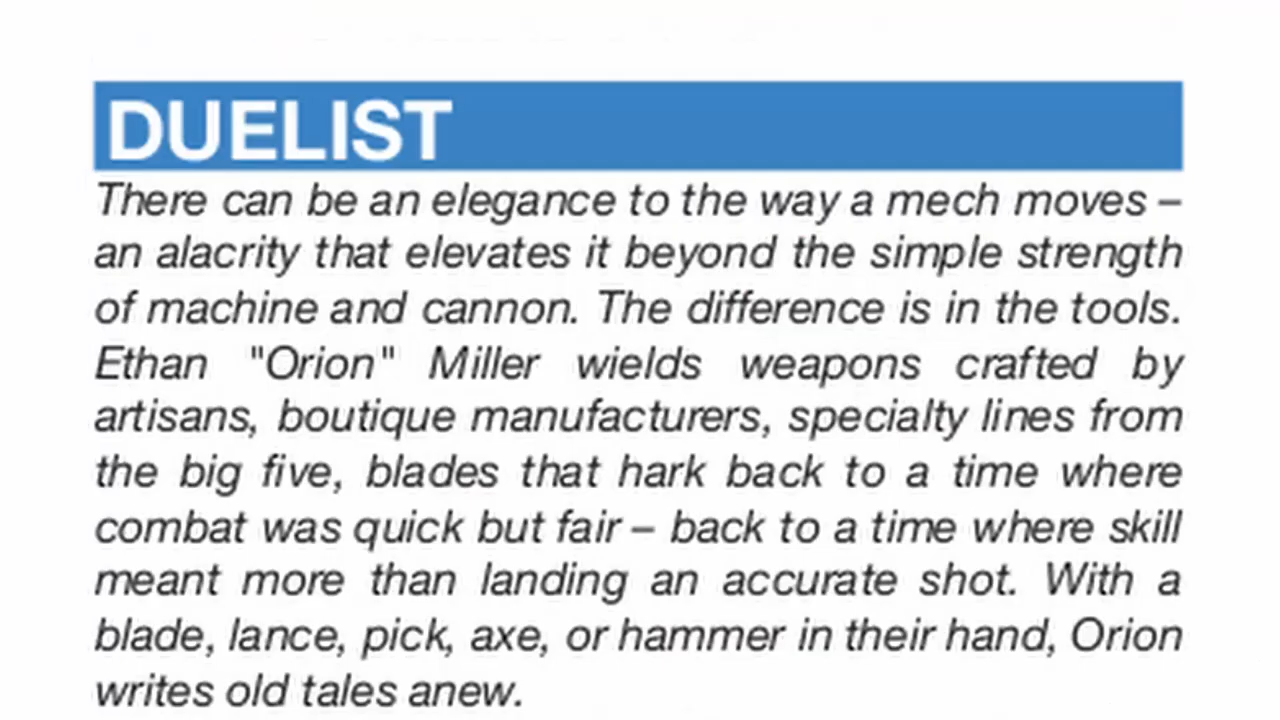 DUELIST
There can be an elegance to the way a mech moves –
an alacrity that elevates it beyond the simple strength
of machine and cannon. The difference is in the tools.
Ethan "Orion" Miller wields weapons crafted by
artisans, boutique manufacturers, specialty lines from
the big five, blades that hark back to a time where
combat was quick but fair – back to a time where skill
meant more than landing an accurate shot. With a
blade, lance, pick, axe, or hammer in their hand, Orion
writes old tales anew.